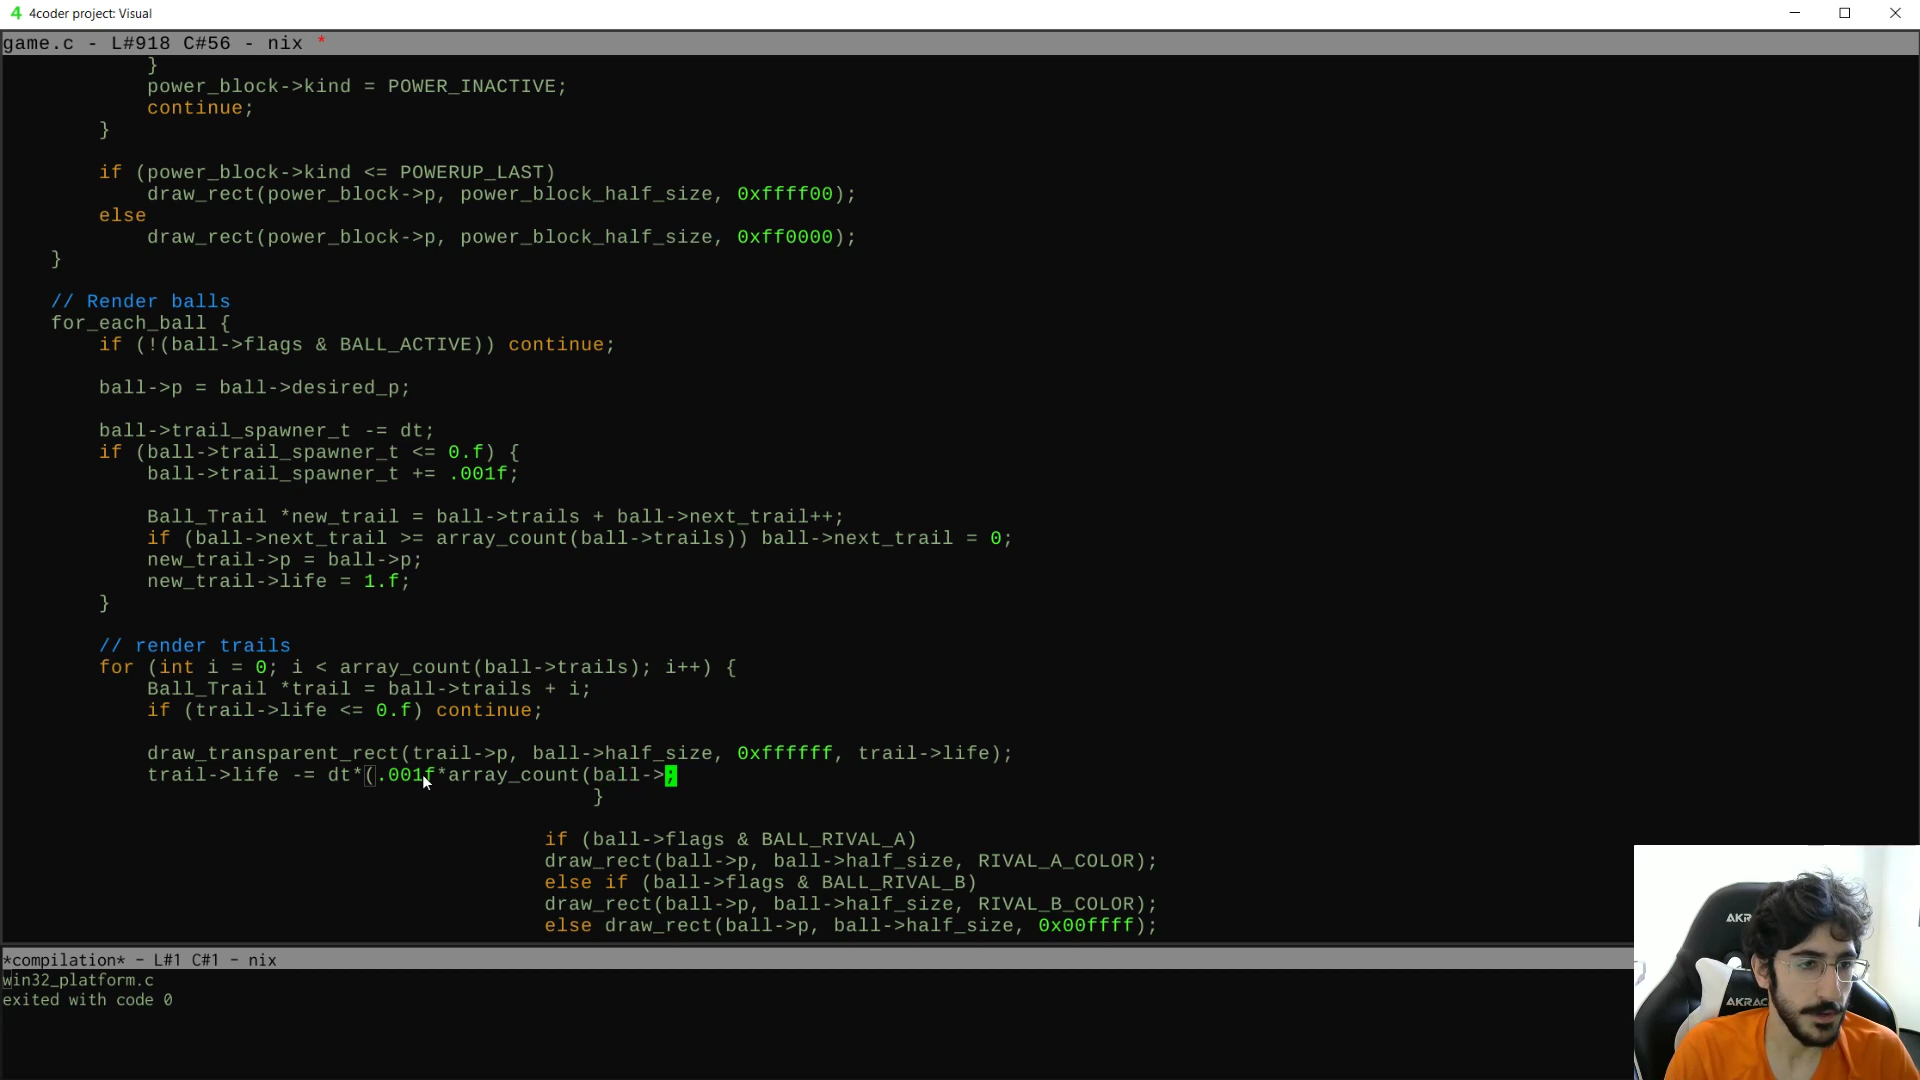 4 4coder project: Visual
game.c - L#918 C#56 - nix *
}
power_block->kind = POWER_INACTIVE;
continue;
}
if (power_block->kind <= POWERUP_LAST)
draw_rect(power_block->p, power_block_half_size, 0xffff00);
else
draw_rect(power_block->p, power_block_half_size, 0xff0000);
}
// Render balls
for_each_ball {
if (!(ball->flags & BALL_ACTIVE)) continue;
ball->p = ball->desired_p;
ball->trail_spawner_t -= dt;
if (ball->trail_spawner_t <= 0.f) {
ball->trail_spawner_t += .001f;
Ball_Trail *new_trail = ball->trails + ball->next_trail++;
if (ball->next_trail >= array_count(ball->trails)) ball->next_trail = 0;
new_trail->p = ball->p;
new_trail->life = 1.f;
}
// render trails
for (int i = 0; i < array_count(ball->trails); i++) {
Ball_Trail *trail = ball->trails + i;
if (trail->life <= 0.f) continue;
draw_transparent_rect(trail->p, ball->half_size, 0xffffff, trail->life);
trail->life -= dt*(.001f*array_count(ball->;
}
if (ball->flags & BALL_RIVAL_A)
draw_rect(ball->p, ball->half_size, RIVAL_A_COLOR);
else if (ball->flags & BALL_RIVAL_B)
draw_rect(ball->p, ball->half_size, RIVAL_B_COLOR);
else draw_rect(ball->p, ball->half_size, 0x00ffff);
*compilation* - L#1 C#1 - nix
win32_platform.c
exited with code 0
AKR
AKRAC